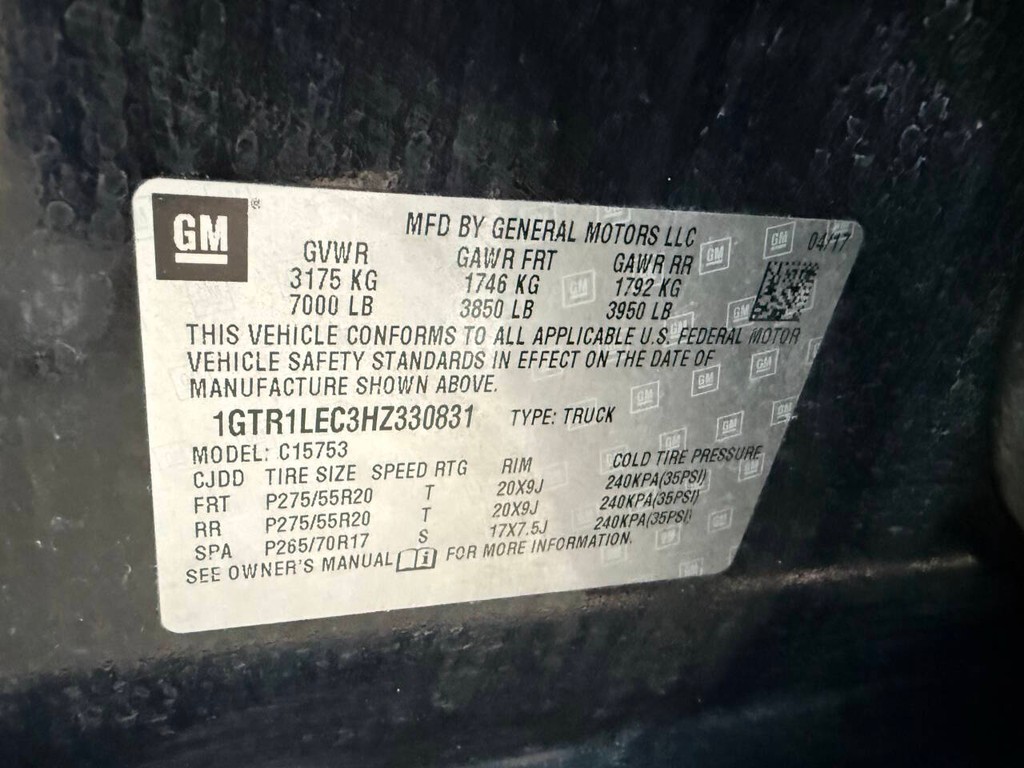 GM ®
MFD BY GENERAL MOTORS LLC 04/17
GVWR GAWR FRT GAWR RR
3175 KG 1746 KG 1792 KG
7000 LB 3850 LB 3950 LB
THIS VEHICLE CONFORMS TO ALL APPLICABLE U.S. FEDERAL MOTOR
VEHICLE SAFETY STANDARDS IN EFFECT ON THE DATE OF
MANUFACTURE SHOWN ABOVE.
1GTR1LEC3HZ330831 TYPE: TRUCK
MODEL: C15753
CJDD TIRE SIZE SPEED RTG RIM COLD TIRE PRESSURE
FRT P275/55R20 T 20X9J 240KPA(35PSI)
RR P275/55R20 T 20X9J 240KPA(35PSI)
SPA P265/70R17 S 17X7.5J 240KPA(35PSI)
SEE OWNER'S MANUAL i FOR MORE INFORMATION.